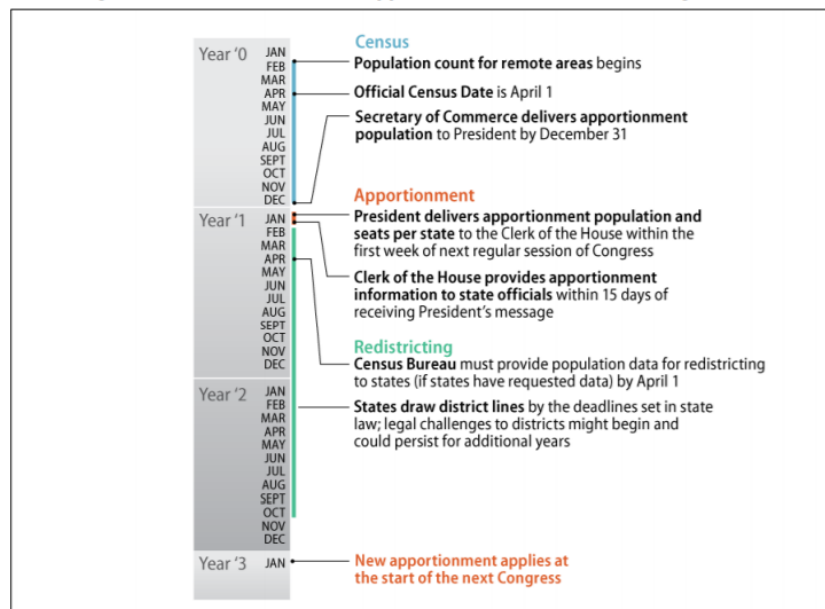 Census
Year '0
JAN
FEB
MAR
APR
MAY
JUN
JUL
AUG
SEPT
OCT
NOV
DEC
Population count for remote areas begins
Official Census Date is April 1
Secretary of Commerce delivers apportionment
population to President by December 31
Apportionment
Year '1
JAN
FEB
MAR
APR
MAY
JUN
JUL
AUG
SEPT
OCT
NOV
DEC
President delivers apportionment population and
seats per state to the Clerk of the House within the
first week of next regular session of Congress
Clerk of the House provides apportionment
information to state officials within 15 days of
receiving President's message
Redistricting
Census Bureau must provide population data for redistricting
to states (if states have requested data) by April 1
Year '2
JAN
FEB
MAR
APR
MAY
JUN
JUL
AUG
SEPT
OCT
NOV
DEC
States draw district lines by the deadlines set in state
law; legal challenges to districts might begin and
could persist for additional years
Year '3
JAN
New apportionment applies at
the start of the next Congress